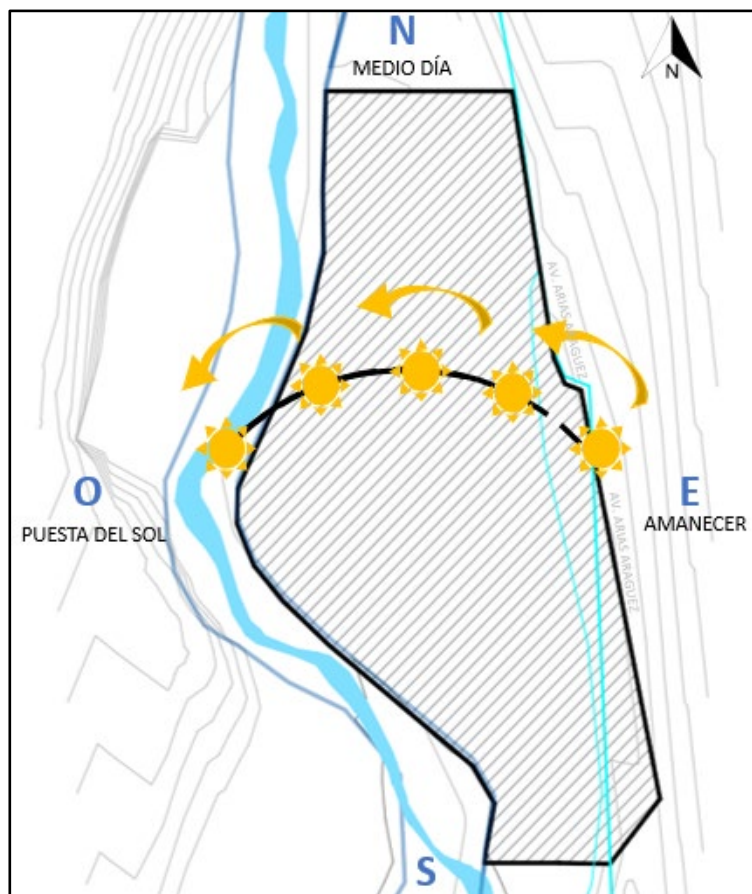 N
MEDIO DÍA
N
AV. ARIAS ARAGUEZ
O
PUESTA DEL SOL
E
AMANECER
AV. ARIAS ARAGUEZ
S